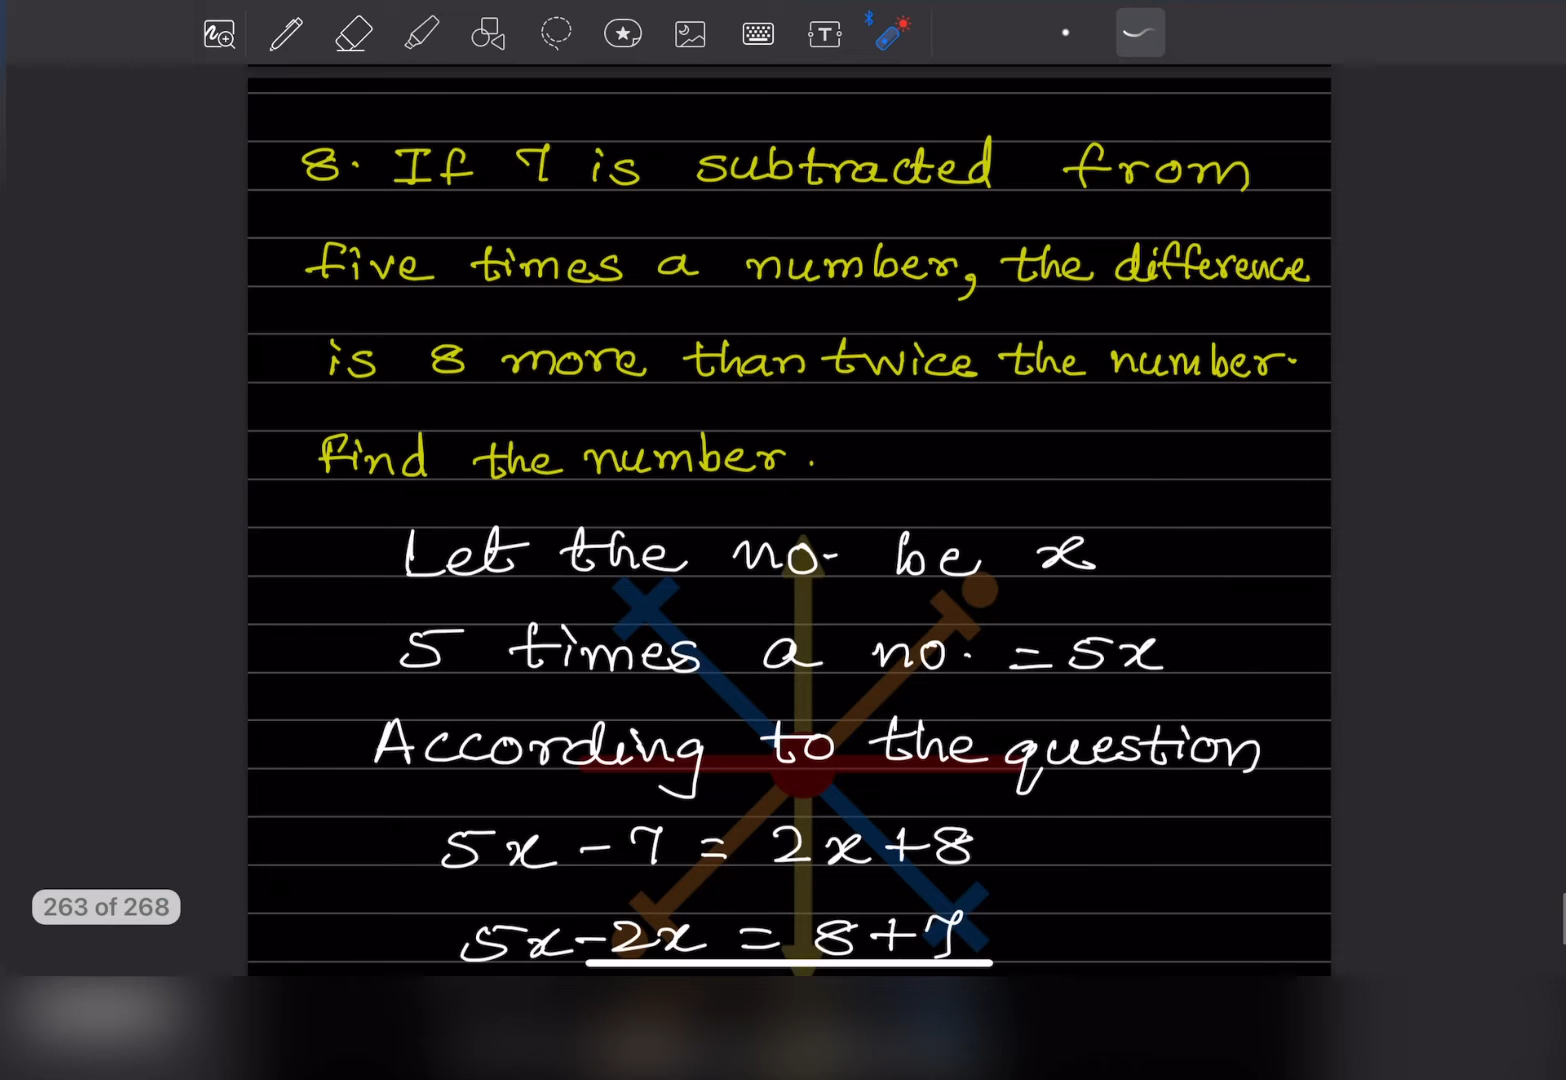 8. If 7 is subtracted from
five times a number, the difference
is 8 more than twice the number.
Find the number.
Let the no. be x
5 times a no. = 5x
According to the question
5x - 7 = 2x + 8
5x - 2x = 8 + 7
263 of 268